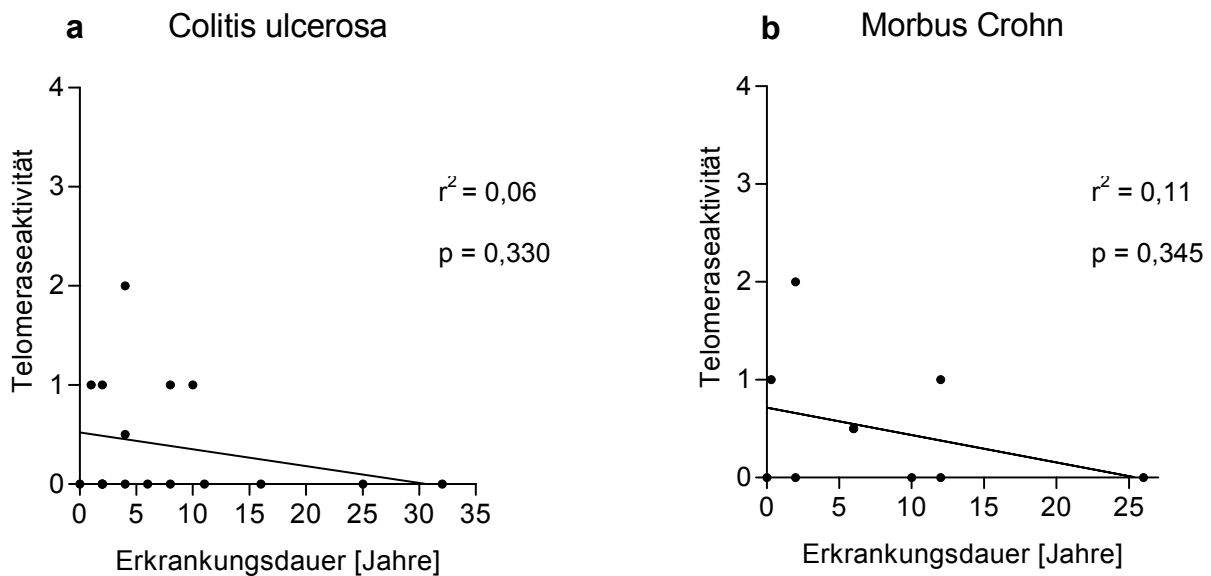 a Colitis ulcerosa
4
3
2
1
0
Telomeraseaktivität
r² = 0,06
p = 0,330
0 5 10 15 20 25 30 35
Erkrankungsdauer [Jahre]
b Morbus Crohn
4
3
2
1
0
Telomeraseaktivität
r² = 0,11
p = 0,345
0 5 10 15 20 25
Erkrankungsdauer [Jahre]